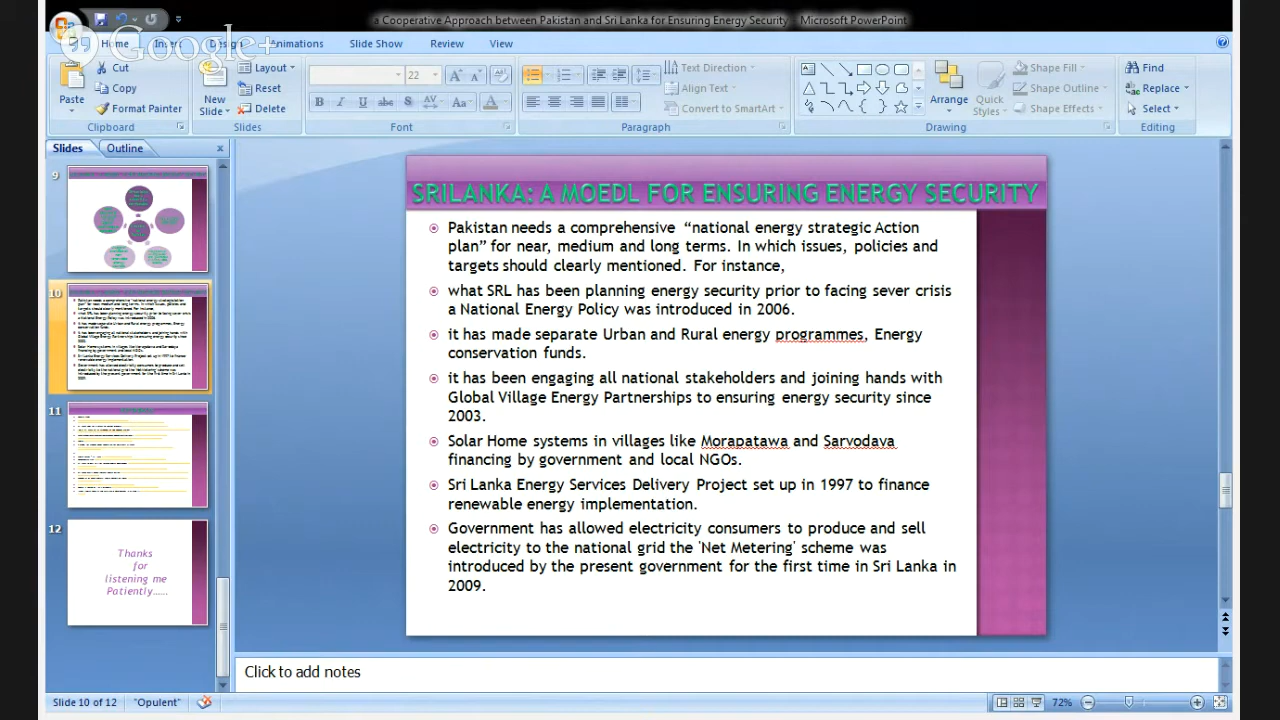 a Cooperative Approach between Pakistan and Sri Lanka for Ensuring Energy Security - Microsoft PowerPoint
Google+
Home Insert Design Animations Slide Show Review View
Paste
Cut
Copy
Format Painter
Clipboard
New
Slide
Layout
Reset
Delete
Slides
22
B I U abc S AV Aa A
Font
Text Direction
Align Text
Convert to SmartArt
Paragraph
Arrange
Quick
Styles
Shape Fill
Shape Outline
Shape Effects
Drawing
Find
Replace
Select
Editing
Slides Outline
9
10
11
12
Thanks
for
listening me
Patiently......
SRILANKA: A MOEDL FOR ENSURING ENERGY SECURITY
Pakistan needs a comprehensive “national energy strategic Action
plan” for near, medium and long terms. In which issues, policies and
targets should clearly mentioned. For instance,
what SRL has been planning energy security prior to facing sever crisis
a National Energy Policy was introduced in 2006.
it has made separate Urban and Rural energy programmes, Energy
conservation funds.
it has been engaging all national stakeholders and joining hands with
Global Village Energy Partnerships to ensuring energy security since
2003.
Solar Home systems in villages like Morapatawa and Sarvodava
financing by government and local NGOs.
Sri Lanka Energy Services Delivery Project set up in 1997 to finance
renewable energy implementation.
Government has allowed electricity consumers to produce and sell
electricity to the national grid the 'Net Metering' scheme was
introduced by the present government for the first time in Sri Lanka in
2009.
Click to add notes
Slide 10 of 12 "Opulent" 72%